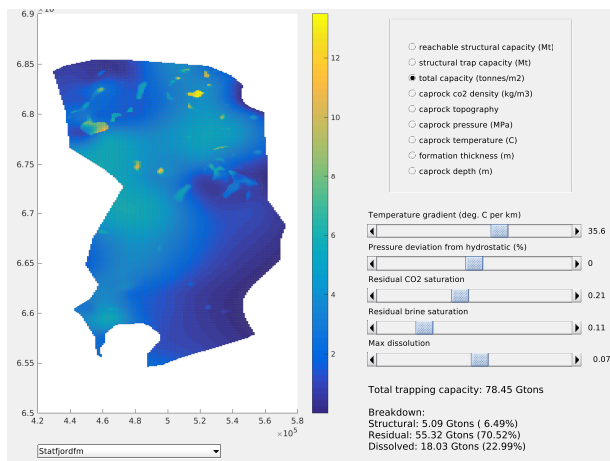 6.9
6.85
6.8
6.75
6.7
6.65
6.6
6.55
6.5
4.2 4.4 4.6 4.8 5 5.2 5.4 5.6 5.8
×10⁵
12
10
8
6
4
2
reachable structural capacity (Mt)
structural trap capacity (Mt)
total capacity (tonnes/m2)
caprock co2 density (kg/m3)
caprock topography
caprock pressure (MPa)
caprock temperature (C)
formation thickness (m)
caprock depth (m)
Temperature gradient (deg. C per km)
35.6
Pressure deviation from hydrostatic (%)
0
Residual CO2 saturation
0.21
Residual brine saturation
0.11
Max dissolution
0.07
Total trapping capacity: 78.45 Gtons
Breakdown:
Structural: 5.09 Gtons ( 6.49%)
Residual: 55.32 Gtons (70.52%)
Dissolved: 18.03 Gtons (22.99%)
Statfjordfm